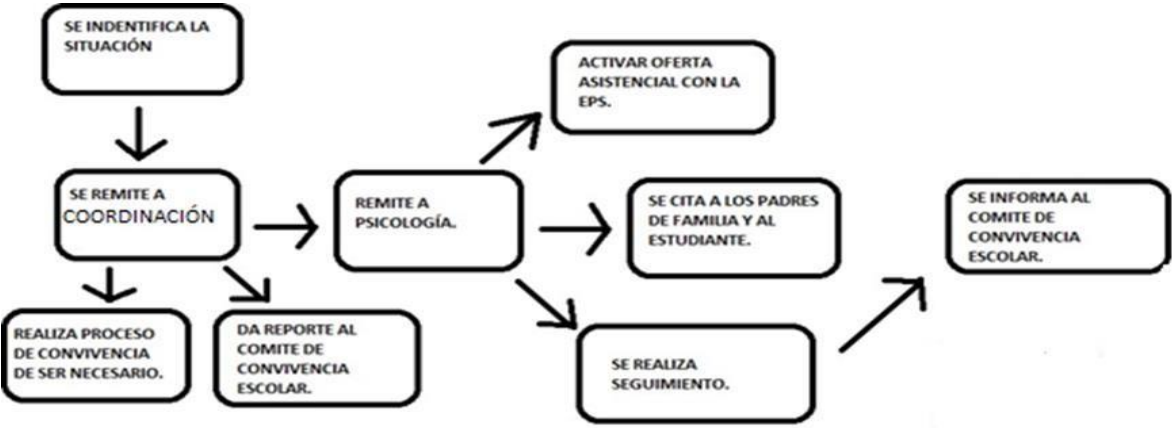 SE INDENTIFICA LA
SITUACIÓN
SE REMITE A
COORDINACIÓN
REALIZA PROCESO
DE CONVIVENCIA
DE SER NECESARIO.
DA REPORTE AL
COMITE DE
CONVIVENCIA
ESCOLAR.
REMITE A
PSICOLOGÍA.
ACTIVAR OFERTA
ASISTENCIAL CON LA
EPS.
SE CITA A LOS PADRES
DE FAMILIA Y AL
ESTUDIANTE.
SE REALIZA
SEGUIMIENTO.
SE INFORMA AL
COMITE DE
CONVIVENCIA
ESCOLAR.